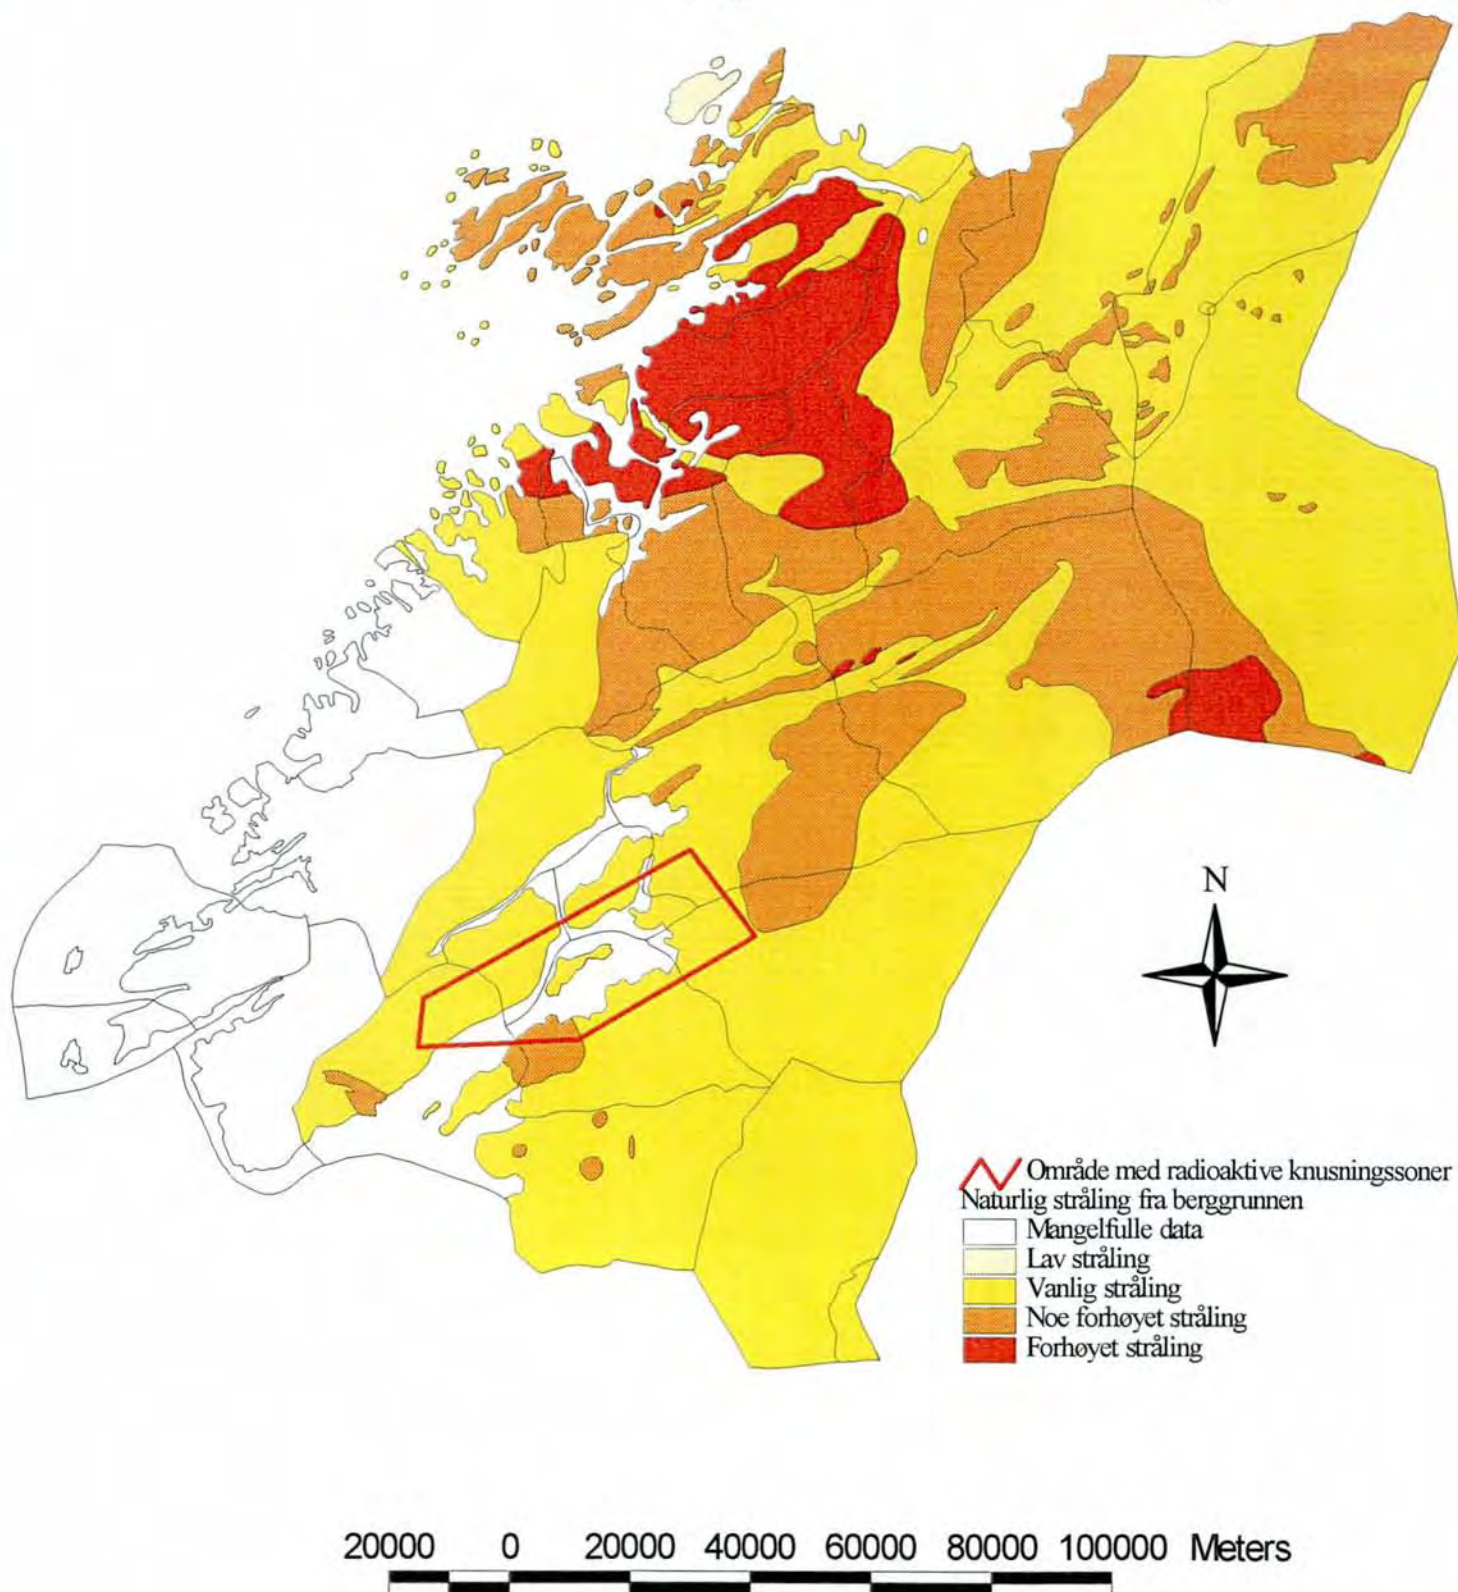 N
Område med radioaktive knusningssoner
Naturlig stråling fra berggrunnen
Mangelfulle data
Lav stråling
Vanlig stråling
Noe forhøyet stråling
Forhøyet stråling
20000 0 20000 40000 60000 80000 100000 Meters